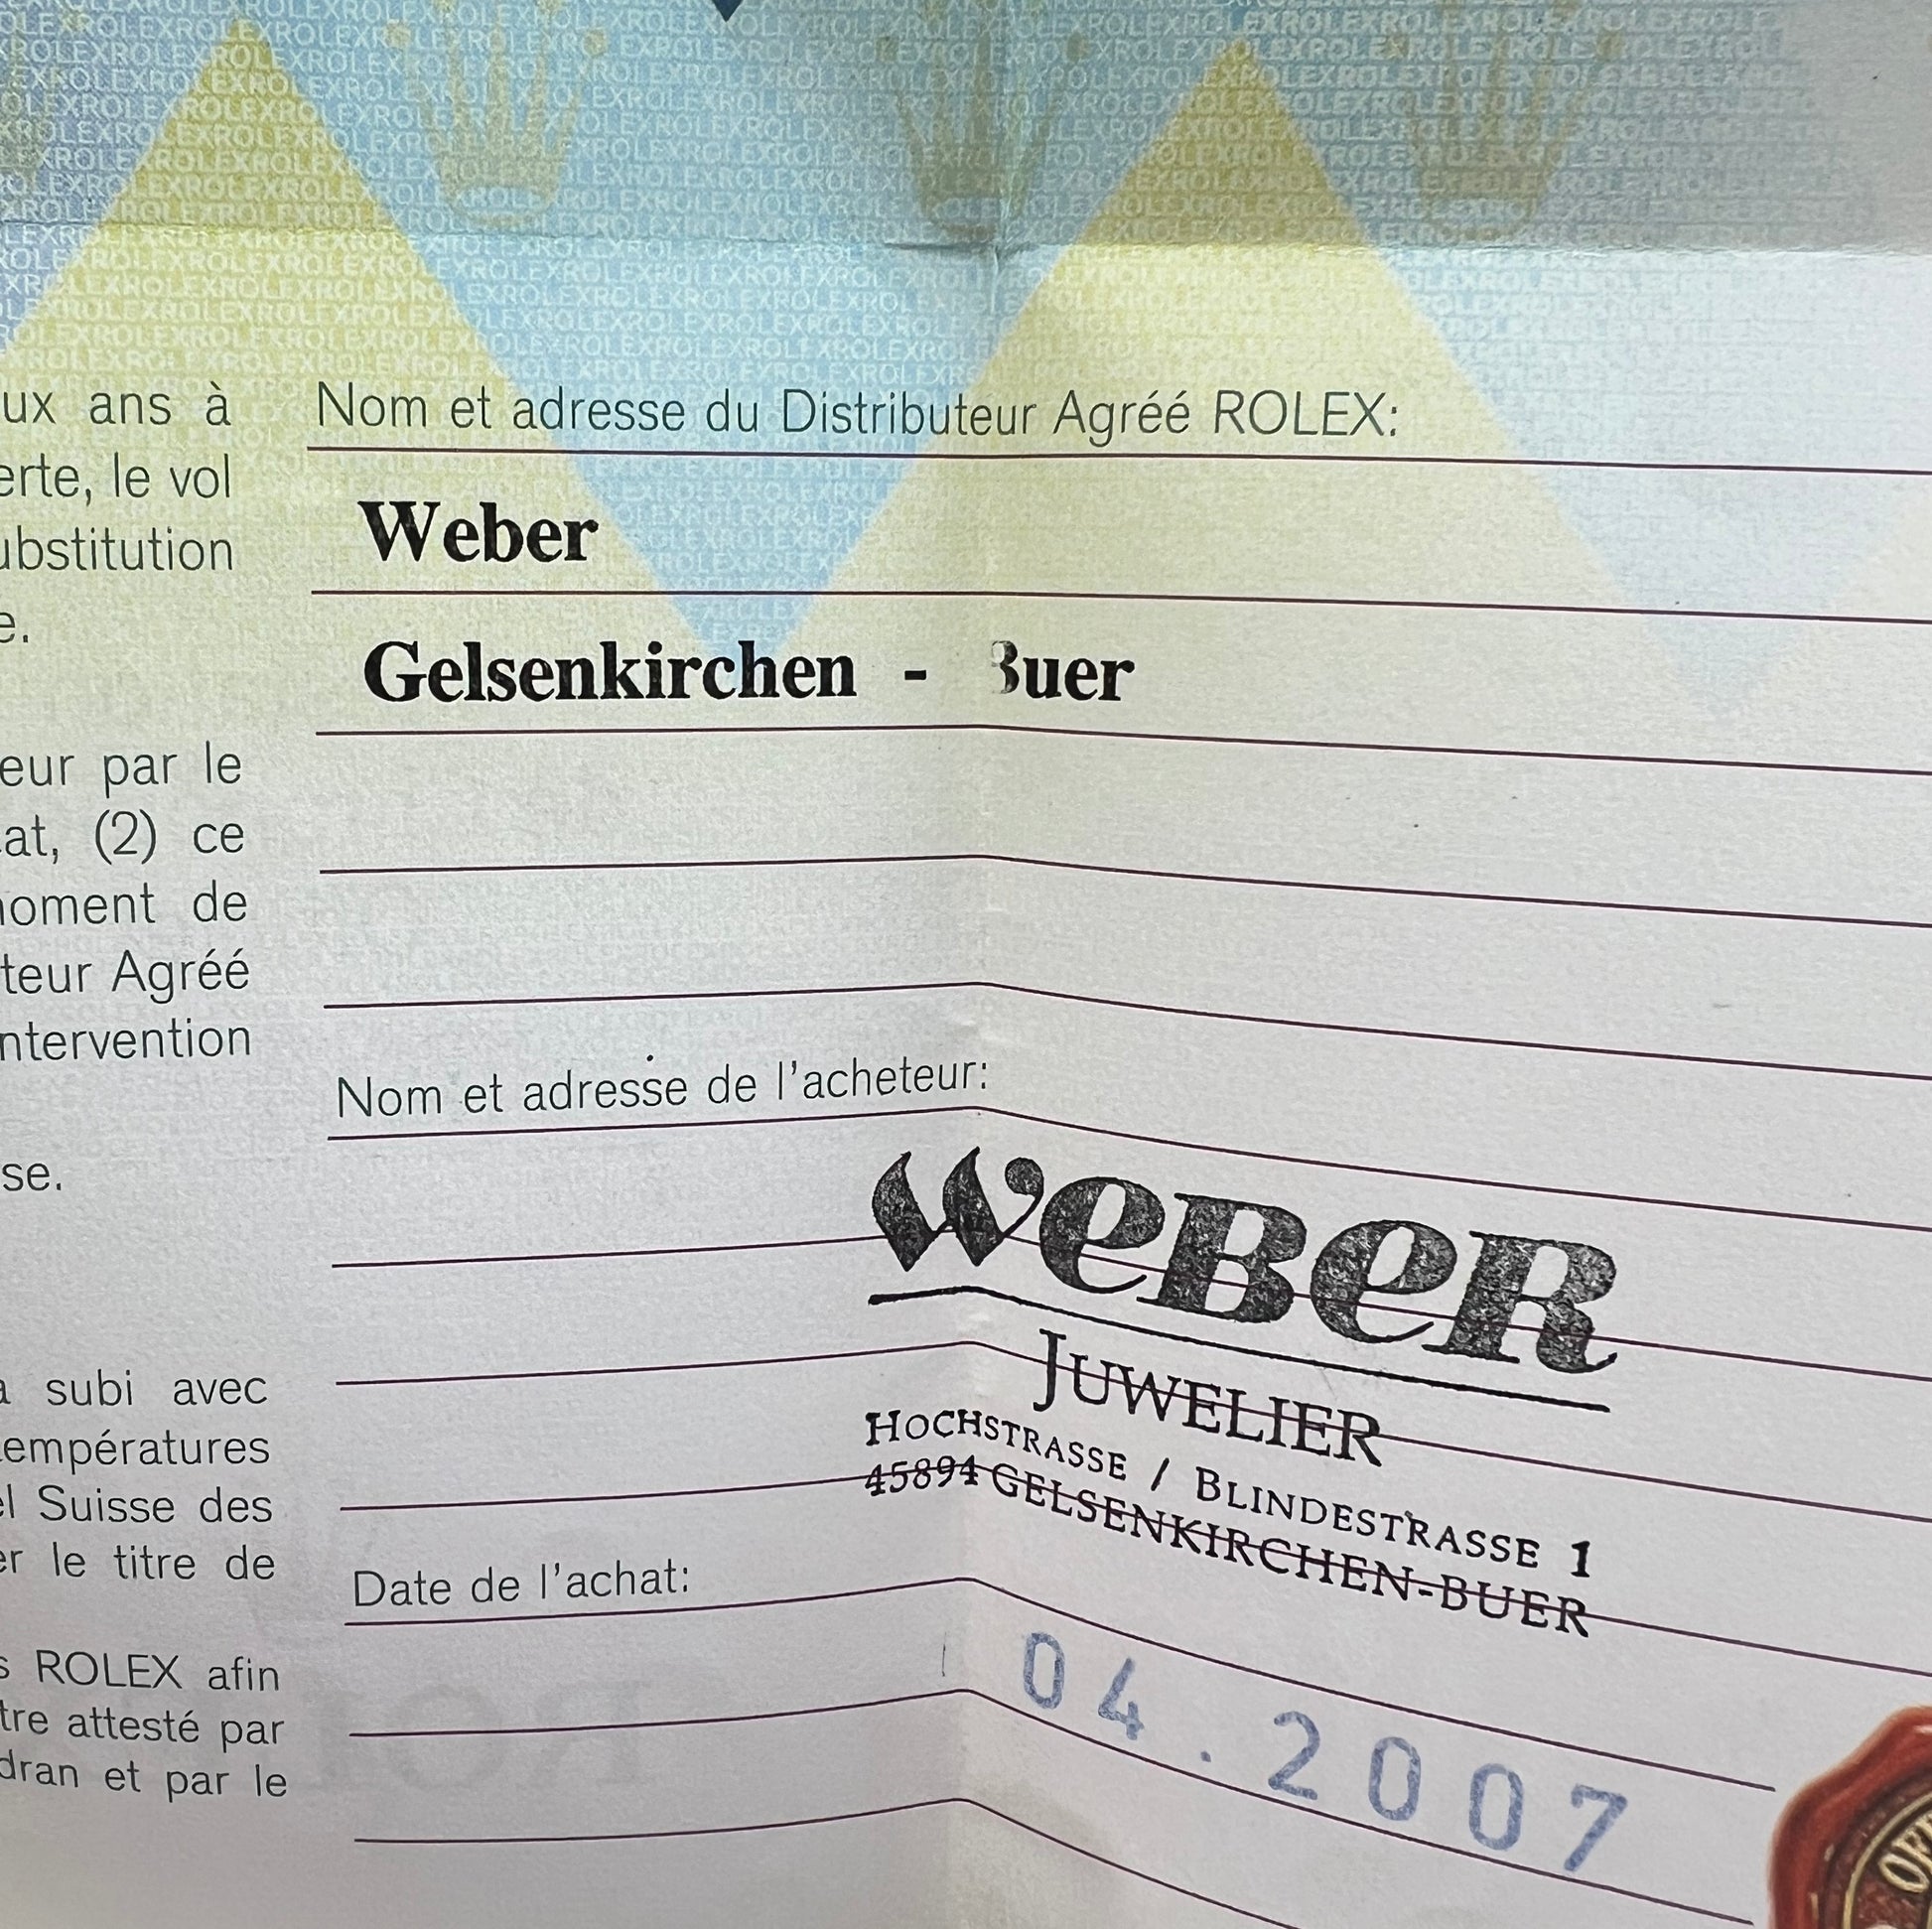 ux ans à
erte, le vol
ubstitution
e.
eur par le
at, (2) ce
moment de
teur Agréé
ntervention
se.
a subi avec
températures
el Suisse des
er le titre de
s ROLEX afin
tre attesté par
dran et par le
Nom et adresse du Distributeur Agréé ROLEX:
Weber
Gelsenkirchen - Buer
Nom et adresse de l'acheteur:
WEBER
JUWELIER
HOCHSTRASSE / BLINDESTRASSE 1
45894 GELSENKIRCHEN-BUER
Date de l'achat:
04.2007